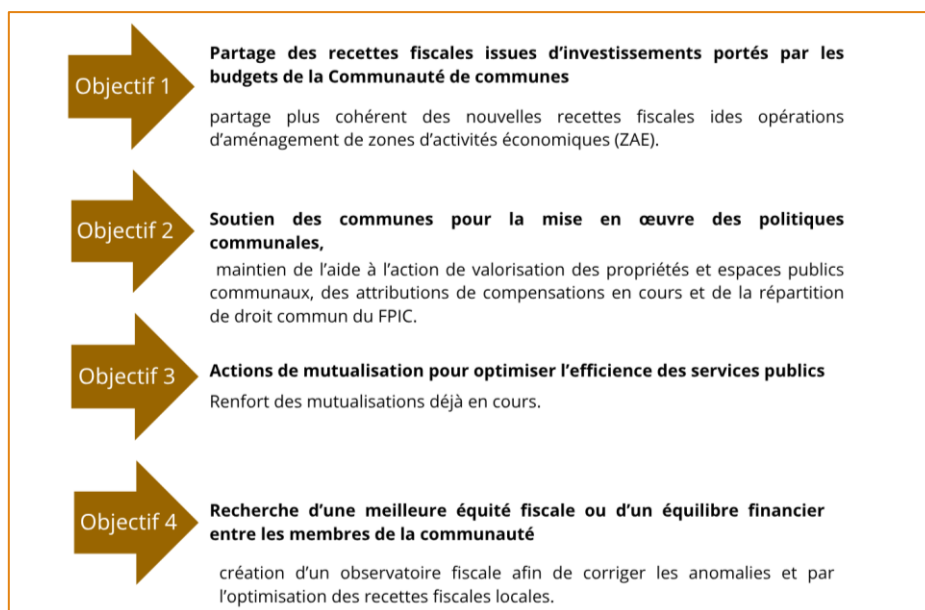 Objectif 1
Partage des recettes fiscales issues d’investissements portés par les
budgets de la Communauté de communes
partage plus cohérent des nouvelles recettes fiscales ides opérations
d’aménagement de zones d’activités économiques (ZAE).
Objectif 2
Soutien des communes pour la mise en œuvre des politiques
communales,
maintien de l’aide à l’action de valorisation des propriétés et espaces publics
communaux, des attributions de compensations en cours et de la répartition
de droit commun du FPIC.
Objectif 3
Actions de mutualisation pour optimiser l’efficience des services publics
Renfort des mutualisations déjà en cours.
Objectif 4
Recherche d’une meilleure équité fiscale ou d’un équilibre financier
entre les membres de la communauté
création d’un observatoire fiscale afin de corriger les anomalies et par
l’optimisation des recettes fiscales locales.